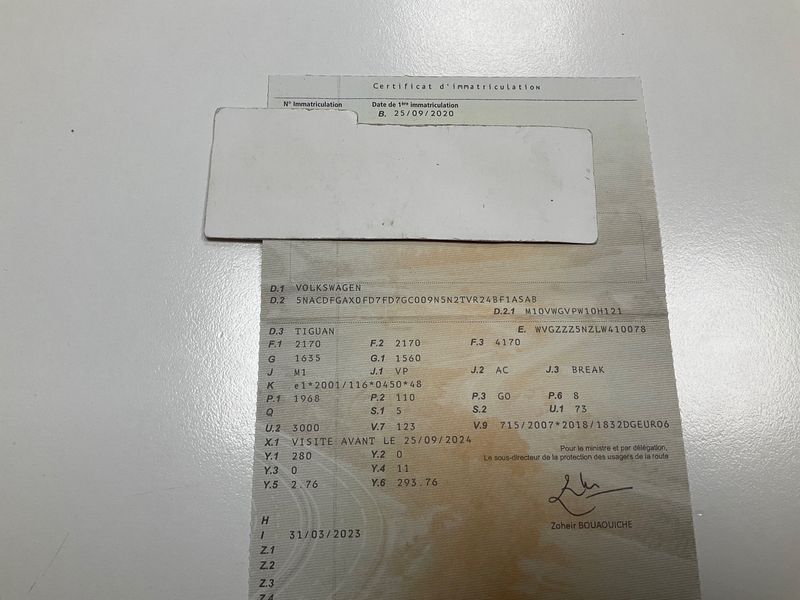 Certificat d'immatriculation
N° Immatriculation Date de 1ère immatriculation
B. 25/09/2020
D.1 VOLKSWAGEN
D.2 5NACDFGAX0FD7FD7GC009N5N2TVR24BF1ASAB
D.2.1 M10VWGVPW10H121
D.3 TIGUAN E. WVGZZZ5NZLW410078
F.1 2170 F.2 2170 F.3 4170
G 1635 G.1 1560
J M1 J.1 VP J.2 AC J.3 BREAK
K e1*2001/116*0450*48
P.1 1968 P.2 110 P.3 GO P.6 8
Q S.1 5 S.2 U.1 73
U.2 3000 V.7 123 V.9 715/2007*2018/1832DGEURO6
X.1 VISITE AVANT LE 25/09/2024
Pour le ministre et par délégation,
Y.1 280 Y.2 0 Le sous-directeur de la protection des usagers de la route
Y.3 0 Y.4 11
Y.5 2.76 Y.6 293.76
Zoheir BOUAOUICHE
H
I 31/03/2023
Z.1
Z.2
Z.3
Z.4